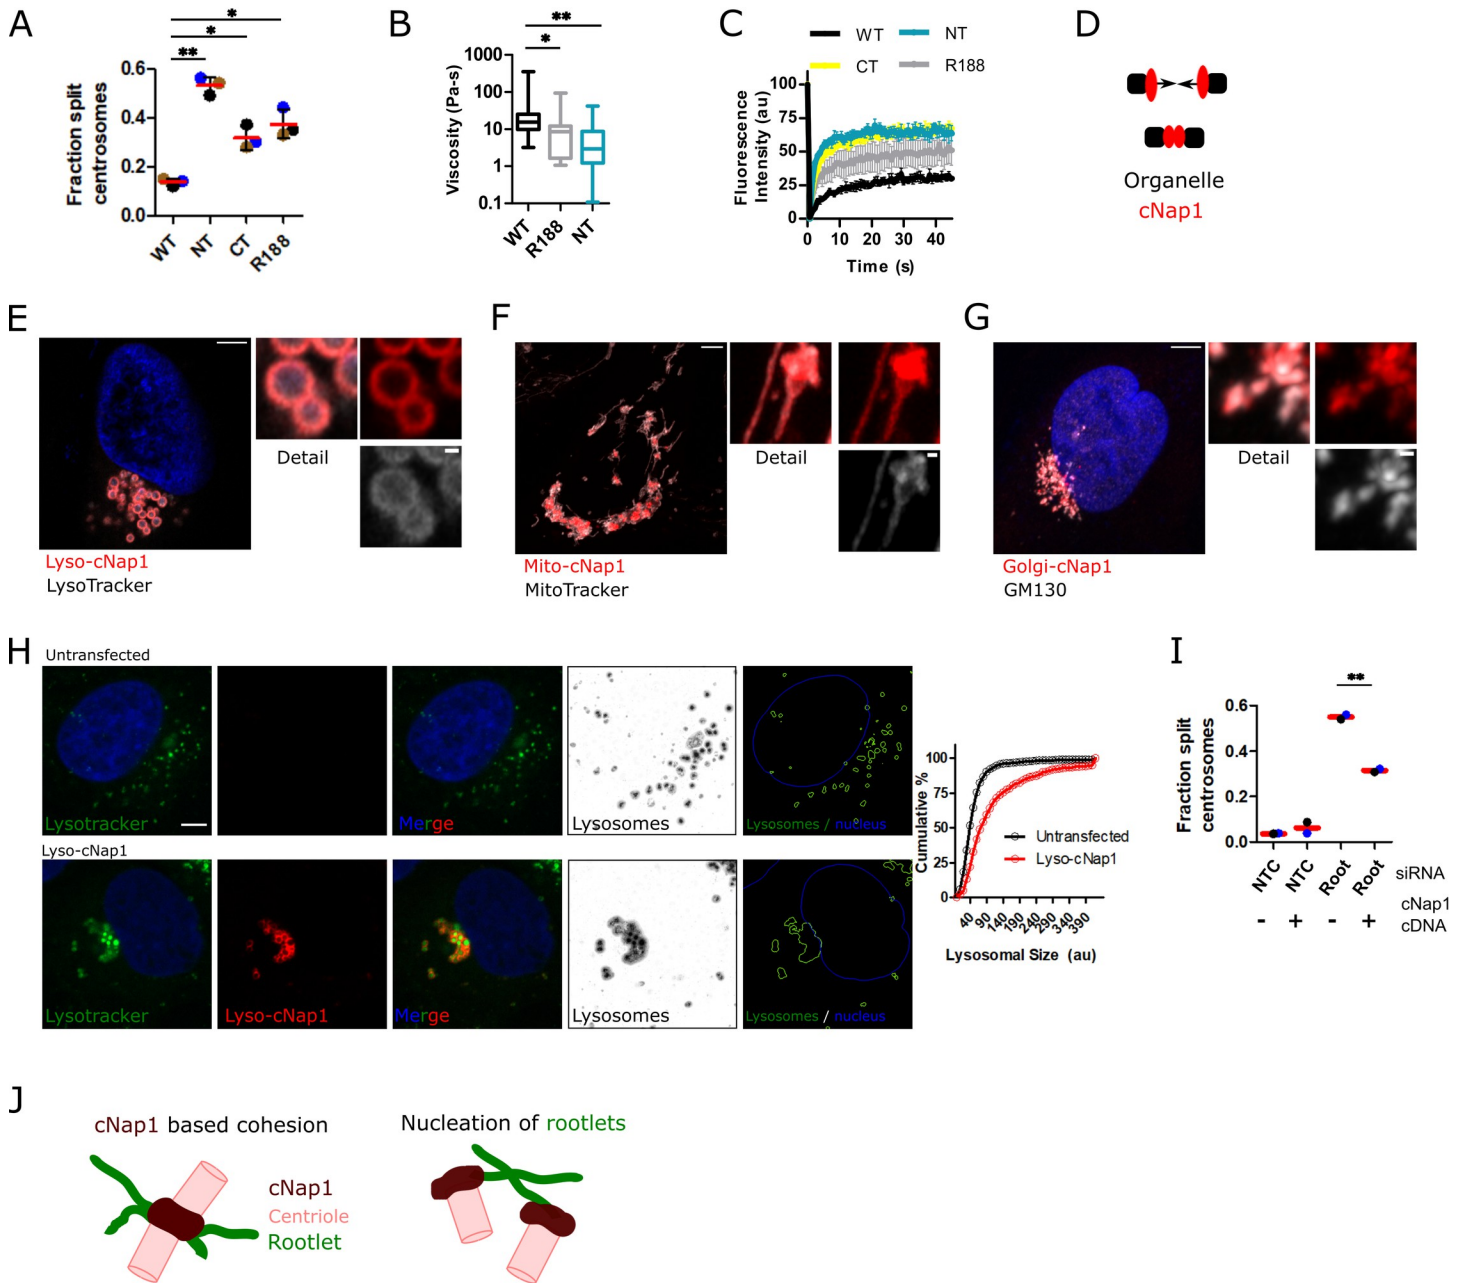 A
*
*
**
Fraction split
centrosomes
0.6
0.4
0.2
0.0
WT
NT
CT
R188
B
**
*
Viscosity (Pa-s)
1000
100
10
1
0.1
WT
R188
NT
C
WT
NT
CT
R188
Fluorescence
Intensity (au)
100
75
50
25
0
0 10 20 30 40
Time (s)
D
Organelle
cNap1
E
Detail
Lyso-cNap1
LysoTracker
F
Detail
Mito-cNap1
MitoTracker
G
Detail
Golgi-cNap1
GM130
H
Untransfected
Lysotracker
Merge
Lysosomes
Lysosomes / nucleus
Lyso-cNap1
Lysotracker
Lyso-cNap1
Merge
Lysosomes
Lysosomes / nucleus
Cumulative %
100
75
50
25
0
Untransfected
Lyso-cNap1
40 90 140 190 240 290 340 390
Lysosomal Size (au)
I
**
Fraction split
centrosomes
0.6
0.4
0.2
0.0
NTC NTC Root Root siRNA
- + - + cNap1
cDNA
J
cNap1 based cohesion
cNap1
Centriole
Rootlet
Nucleation of rootlets